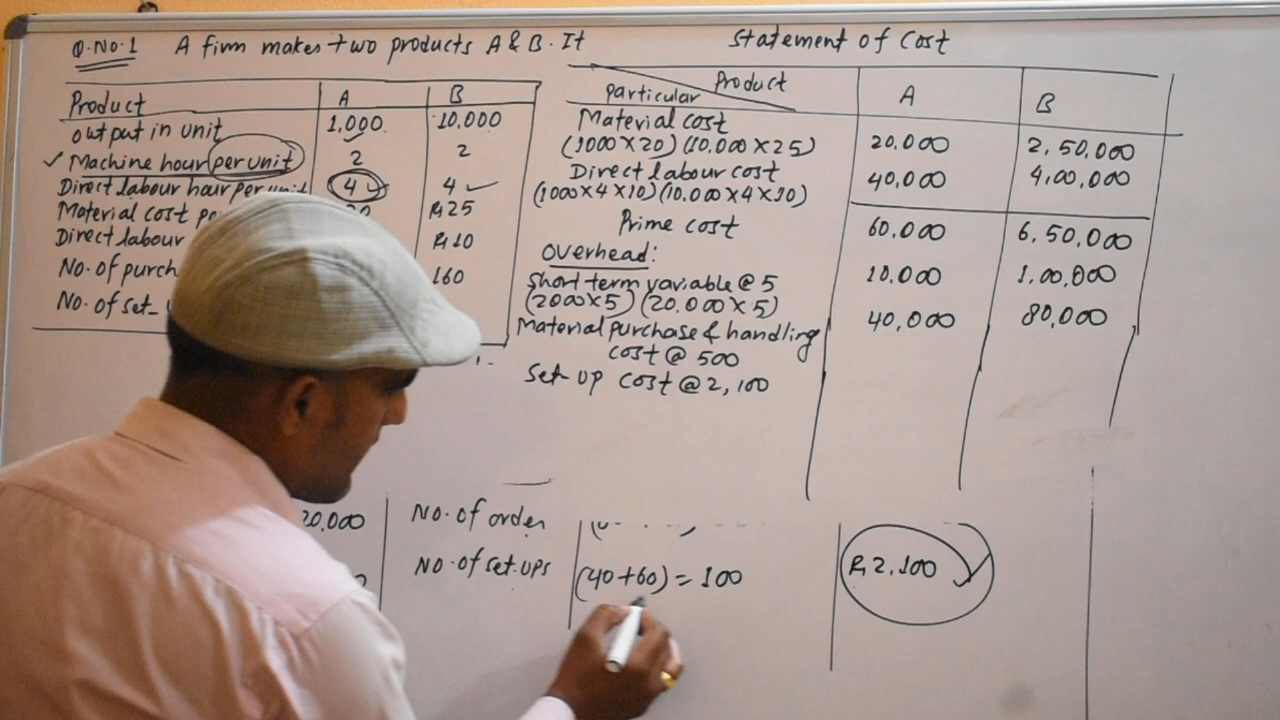 Q.No.1 A firm makes two products A & B. It
Product A B
output in unit 1,000 10,000
✓ Machine hour per unit 2 2
Direct labour hour per unit 4 ✓ 4 ✓
Material cost Rs 25
Direct labour Rs 10
No. of purch 160
No. of set-
Statement of Cost
Particular Product A B
Material cost
(1000×20) (10,000×25) 20,000 2,50,000
Direct labour cost 40,000 4,00,000
(1000×4×10) (10,000×4×10)
Prime cost 60,000 6,50,000
Overhead:
Short term variable @ 5 10,000 1,00,000
(2000×5) (20,000×5)
Material purchase & handling 40,000 80,000
cost @ 500
Set-up cost @ 2,100
20,000 No. of order
No. of set-ups (40+60) = 100 Rs 2,100 ✓